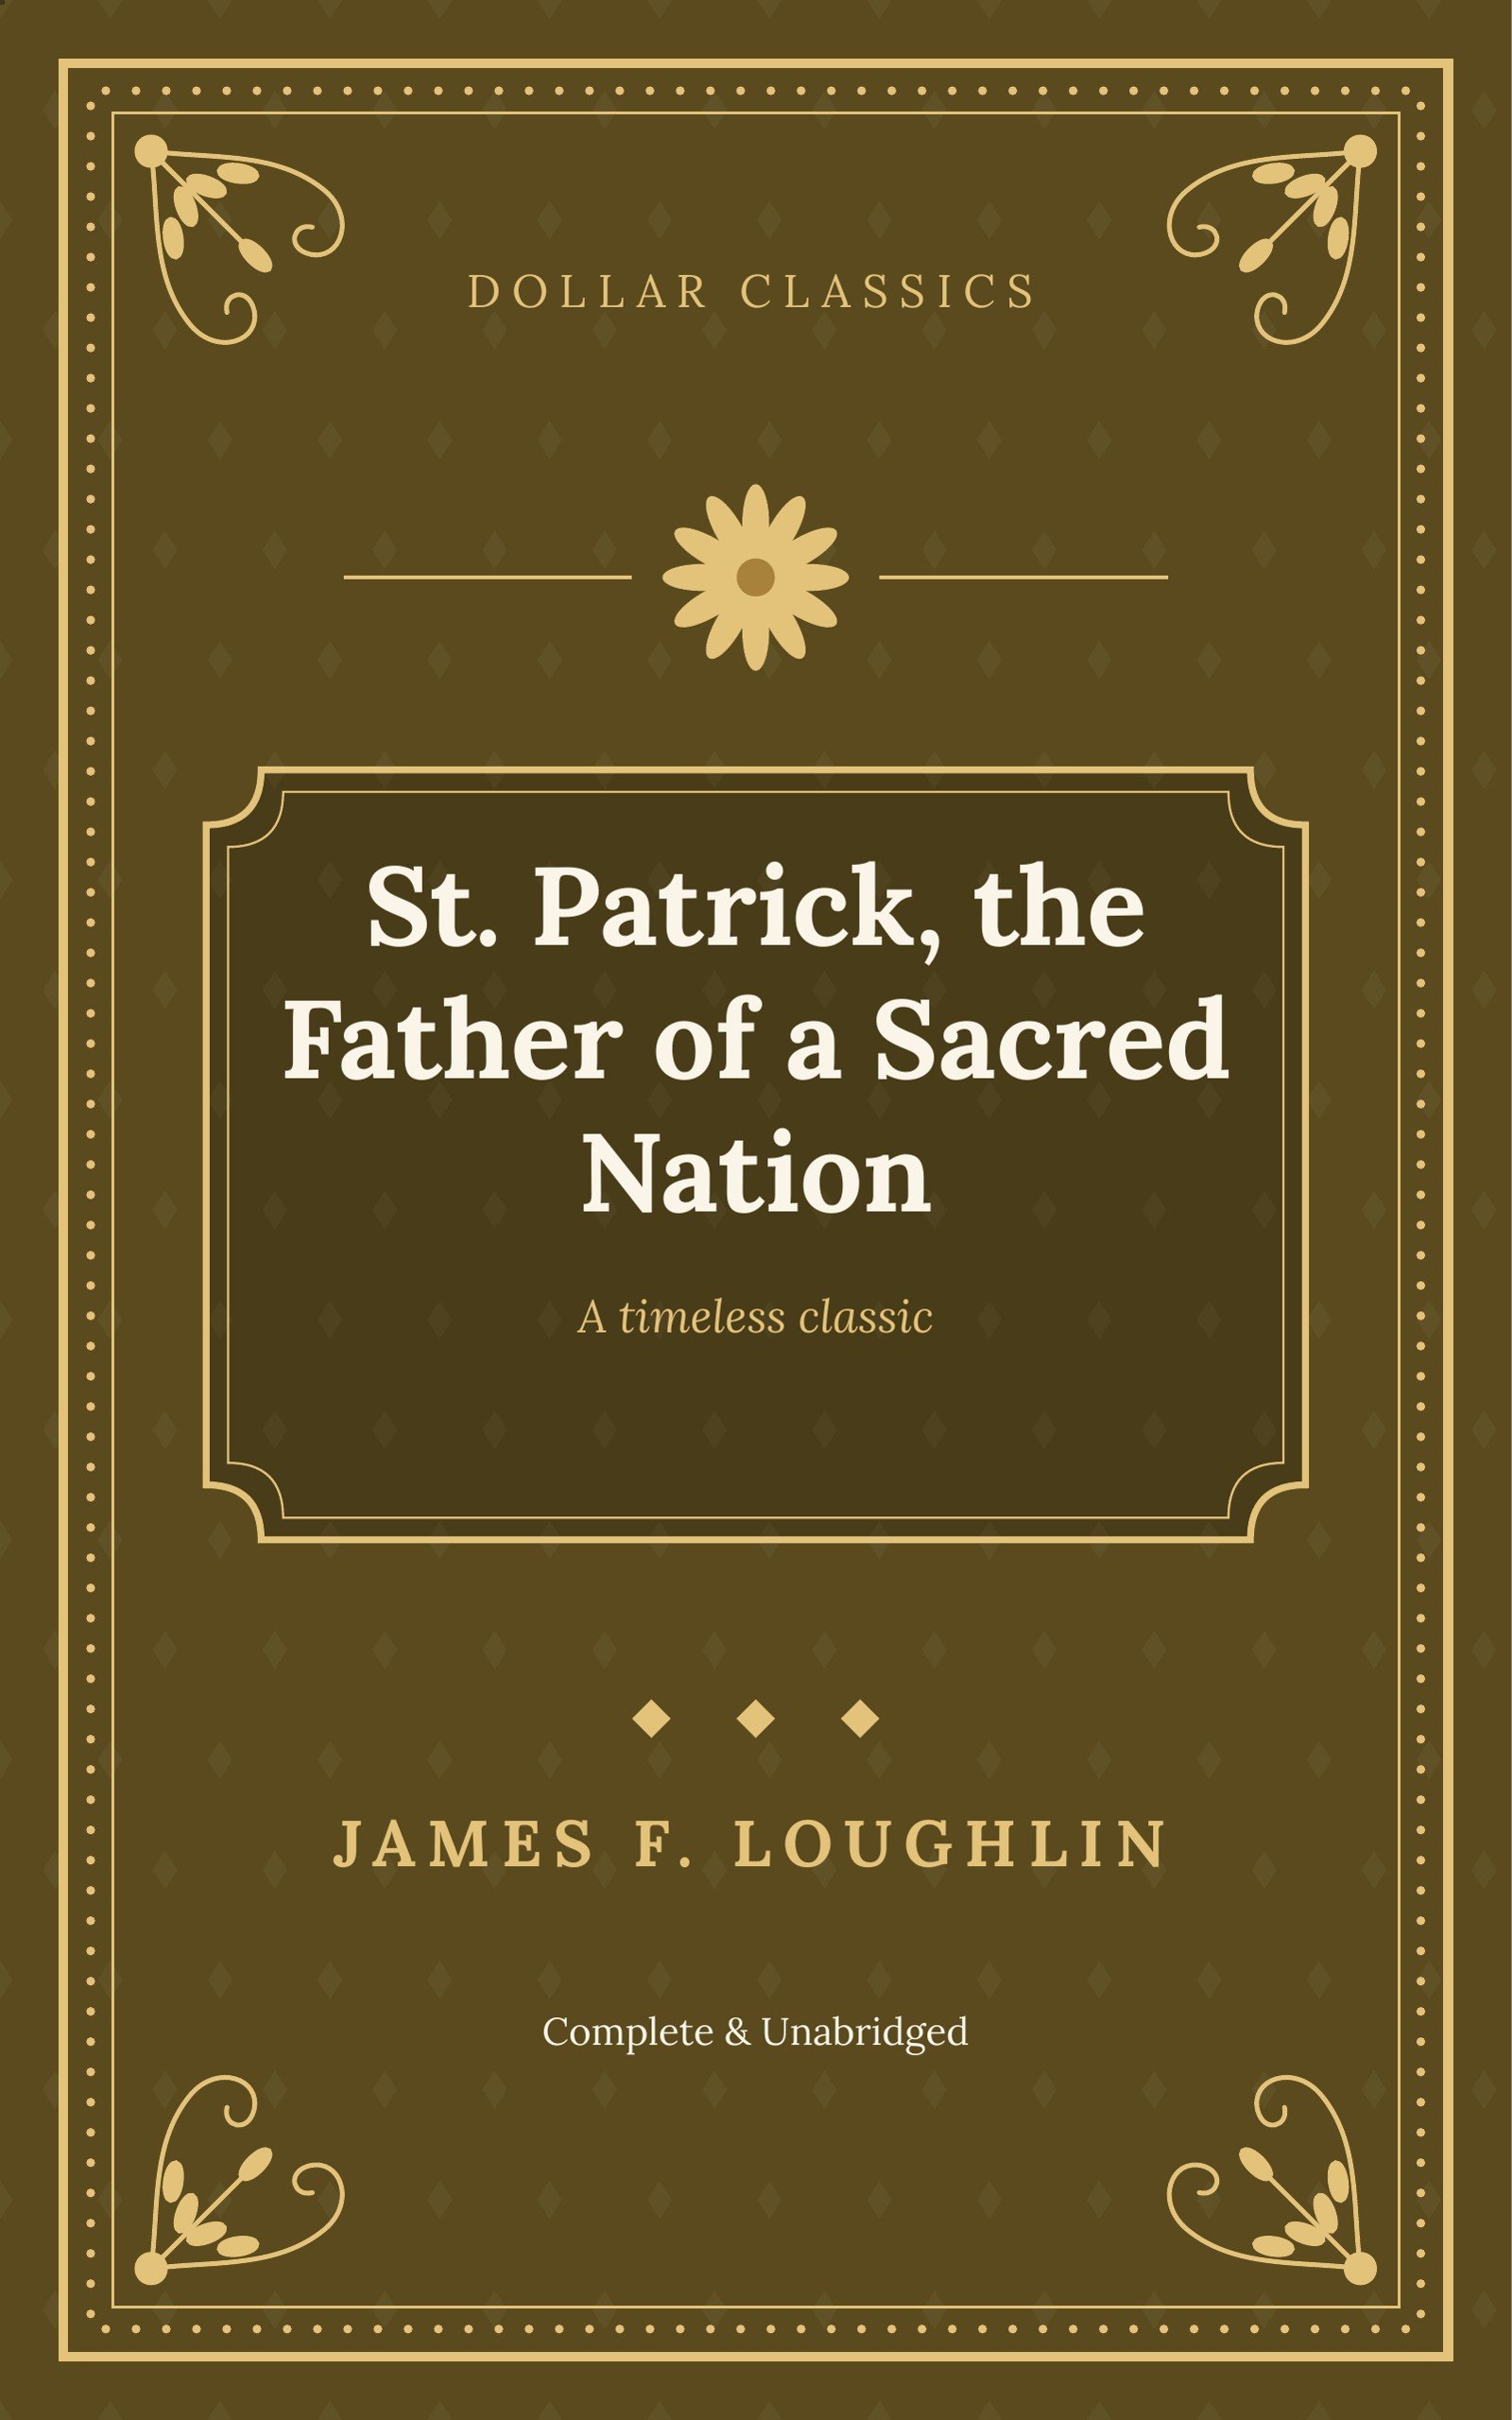 DOLLAR CLASSICS
St. Patrick, the
Father of a Sacred
Nation
A timeless classic
JAMES F. LOUGHLIN
Complete & Unabridged